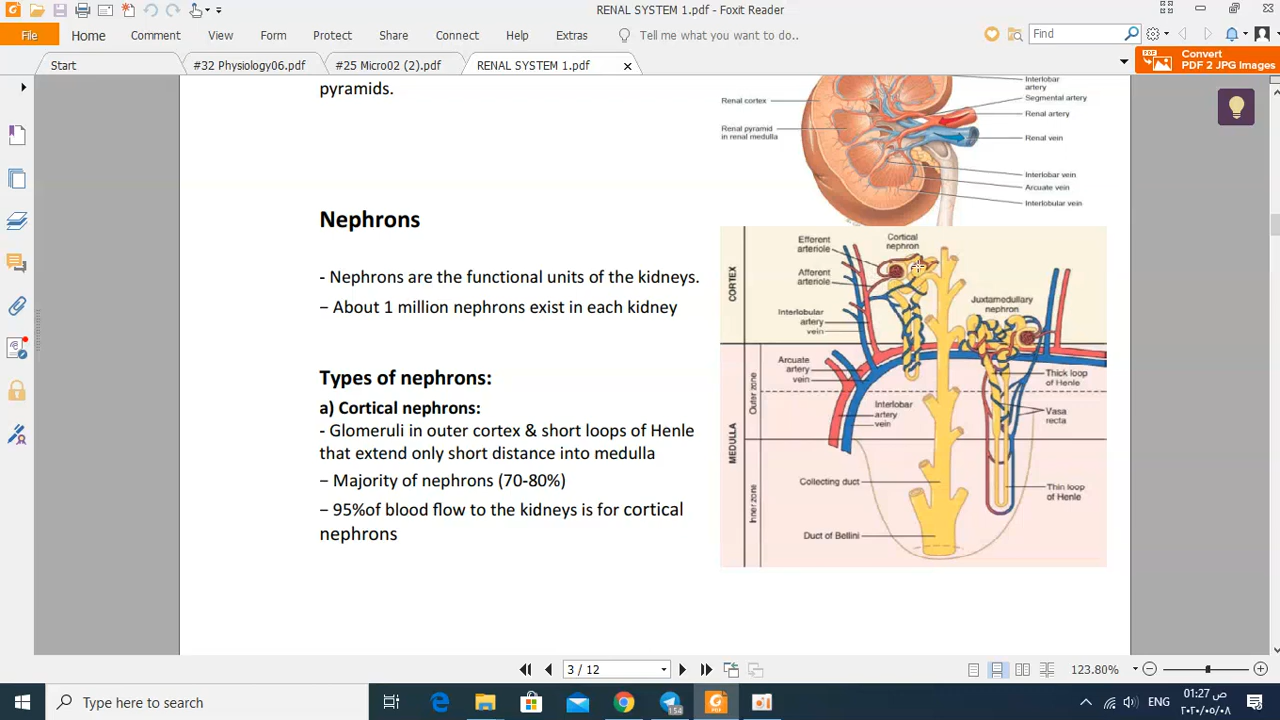 RENAL SYSTEM 1.pdf - Foxit Reader
File
Home
Comment
View
Form
Protect
Share
Connect
Help
Extras
Tell me what you want to do..
Find
Start
#32 Physiology06.pdf
#25 Micro02 (2).pdf
RENAL SYSTEM 1.pdf
Convert
PDF 2 JPG Images
pyramids.
Renal cortex
Renal pyramid
in renal medulla
Interlobar
artery
Segmental artery
Renal artery
Renal vein
Interlobar vein
Arcuate vein
Interlobular vein
Nephrons
- Nephrons are the functional units of the kidneys.
– About 1 million nephrons exist in each kidney
Types of nephrons:
a) Cortical nephrons:
- Glomeruli in outer cortex & short loops of Henle
that extend only short distance into medulla
– Majority of nephrons (70-80%)
– 95%of blood flow to the kidneys is for cortical
nephrons
CORTEX
MEDULLA
Outer zone
Inner zone
Efferent
arteriole
Afferent
arteriole
Interlobular
artery
vein
Arcuate
artery
vein
Cortical
nephron
Juxtamedullary
nephron
Thick loop
of Henle
Interlobar
artery
vein
Vasa
recta
Collecting duct
Thin loop
of Henle
Duct of Bellini
3 / 12
123.80%
Type here to search
154
ENG
01:27 ص
٢٠٢٠/٠٥/٠٨